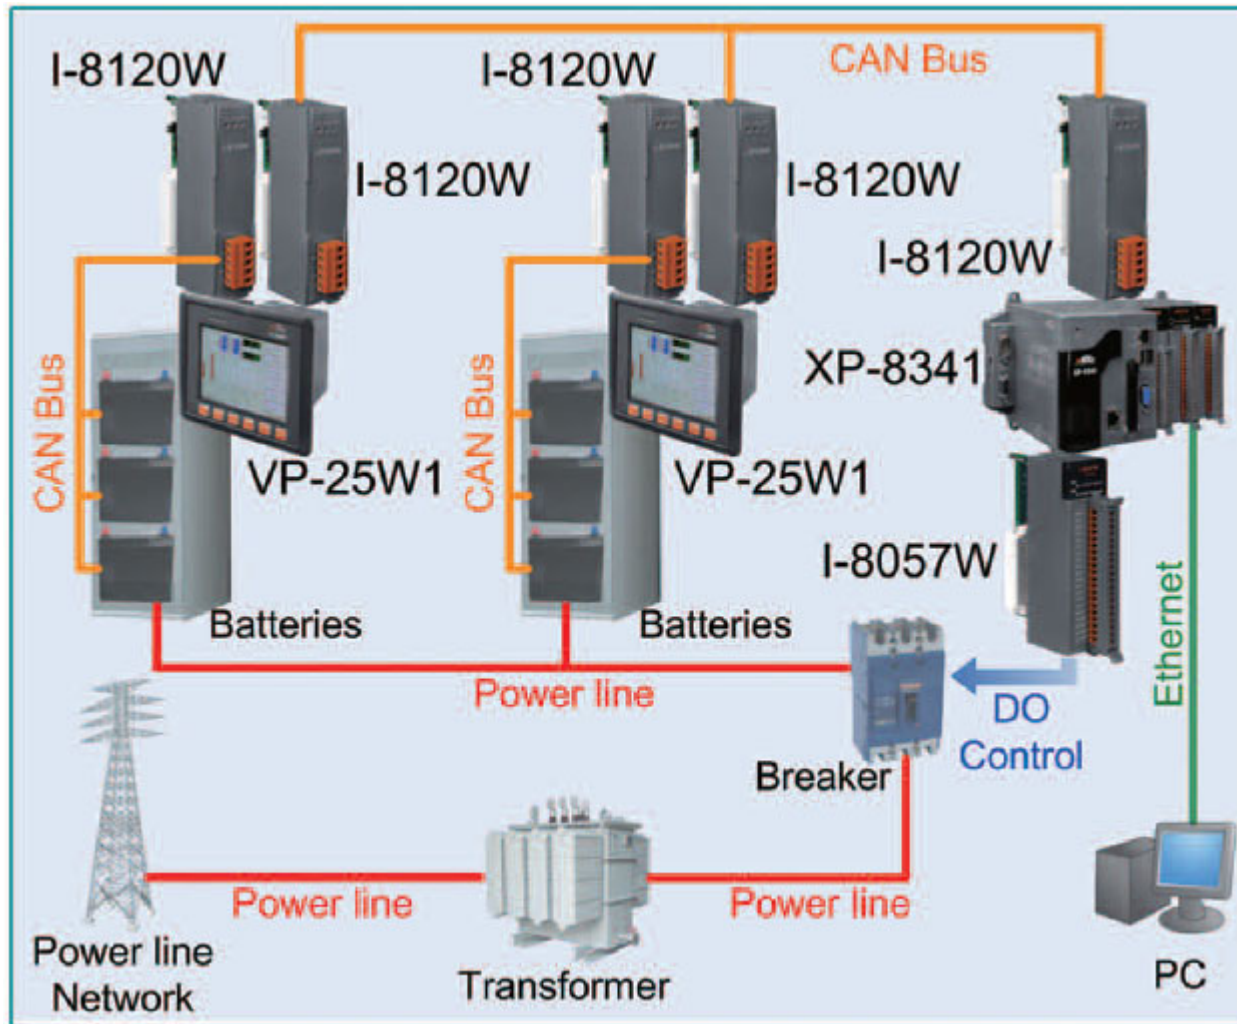 CAN Bus
I-8120W
I-8120W
I-8120W
I-8120W
I-8120W
XP-8341
CAN Bus
VP-25W1
CAN Bus
VP-25W1
I-8057W
Batteries
Batteries
Power line
DO
Control
Ethernet
Breaker
Power line
Power line
Power line
Network
Transformer
PC